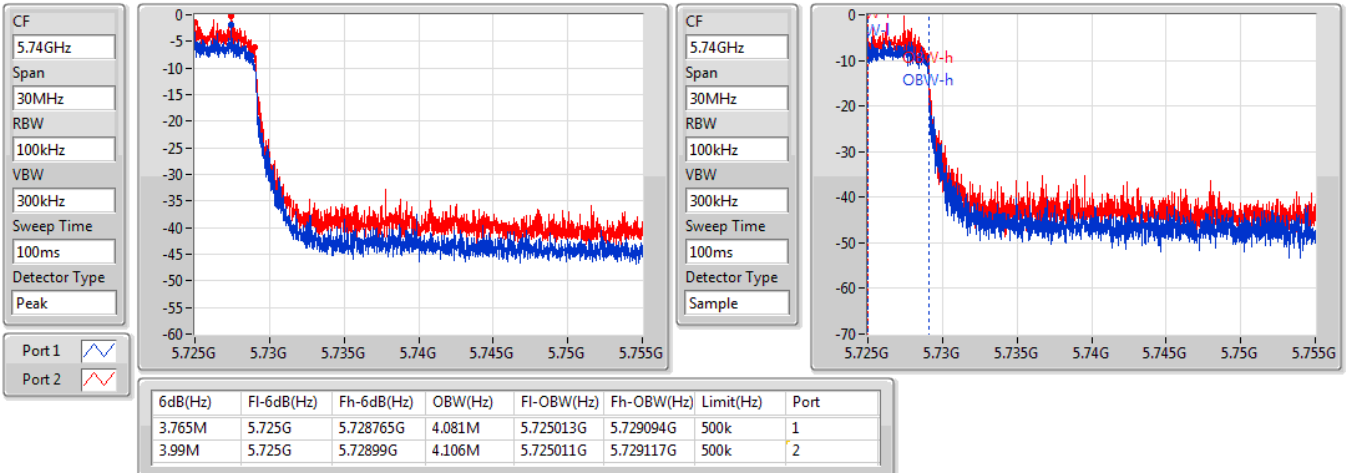 CF
5.74GHz
Span
30MHz
RBW
100kHz
VBW
300kHz
Sweep Time
100ms
Detector Type
Peak
Port 1
Port 2
0
-5
-10
-15
-20
-25
-30
-35
-40
-45
-50
-55
-60
5.725G 5.73G 5.735G 5.74G 5.745G 5.75G 5.755G
CF
5.74GHz
Span
30MHz
RBW
100kHz
VBW
300kHz
Sweep Time
100ms
Detector Type
Sample
0
-10
-20
-30
-40
-50
-60
-70
OBW-h
OBW-h
5.725G 5.73G 5.735G 5.74G 5.745G 5.75G 5.755G
6dB(Hz) Fl-6dB(Hz) Fh-6dB(Hz) OBW(Hz) Fl-OBW(Hz) Fh-OBW(Hz) Limit(Hz) Port
3.765M 5.725G 5.728765G 4.081M 5.725013G 5.729094G 500k 1
3.99M 5.725G 5.72899G 4.106M 5.725011G 5.729117G 500k 2